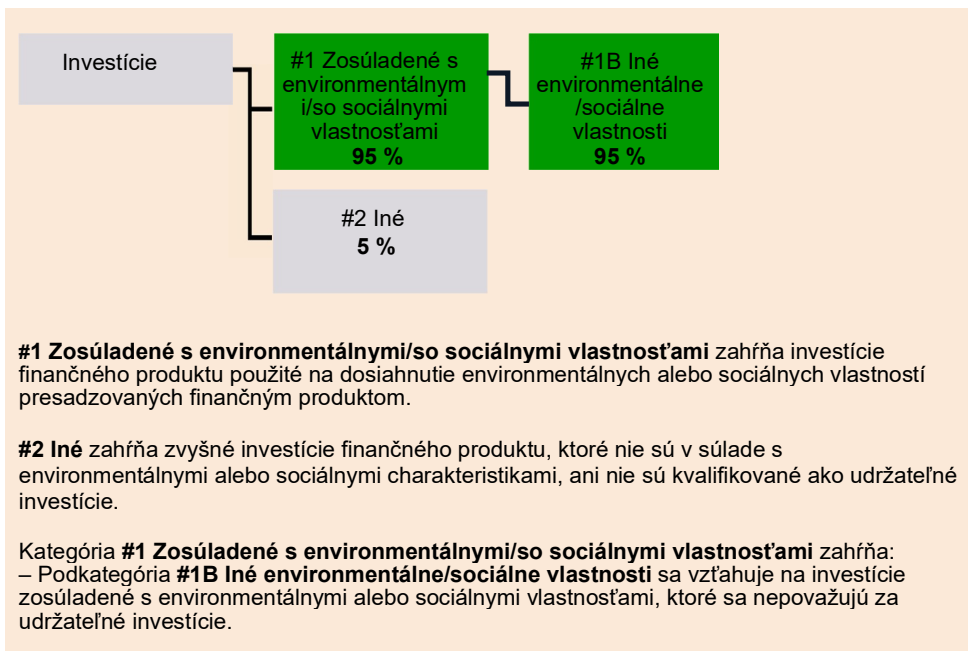 Investície
#1 Zosúladené s
environmentálnym
i/so sociálnymi
vlastnosťami
95 %
#1B Iné
environmentálne
/sociálne
vlastnosti
95 %
#2 Iné
5 %
#1 Zosúladené s environmentálnymi/so sociálnymi vlastnosťami zahŕňa investície
finančného produktu použité na dosiahnutie environmentálnych alebo sociálnych vlastností
presadzovaných finančným produktom.
#2 Iné zahŕňa zvyšné investície finančného produktu, ktoré nie sú v súlade s
environmentálnymi alebo sociálnymi charakteristikami, ani nie sú kvalifikované ako udržateľné
investície.
Kategória #1 Zosúladené s environmentálnymi/so sociálnymi vlastnosťami zahŕňa:
– Podkategória #1B Iné environmentálne/sociálne vlastnosti sa vzťahuje na investície
zosúladené s environmentálnymi alebo sociálnymi vlastnosťami, ktoré sa nepovažujú za
udržateľné investície.